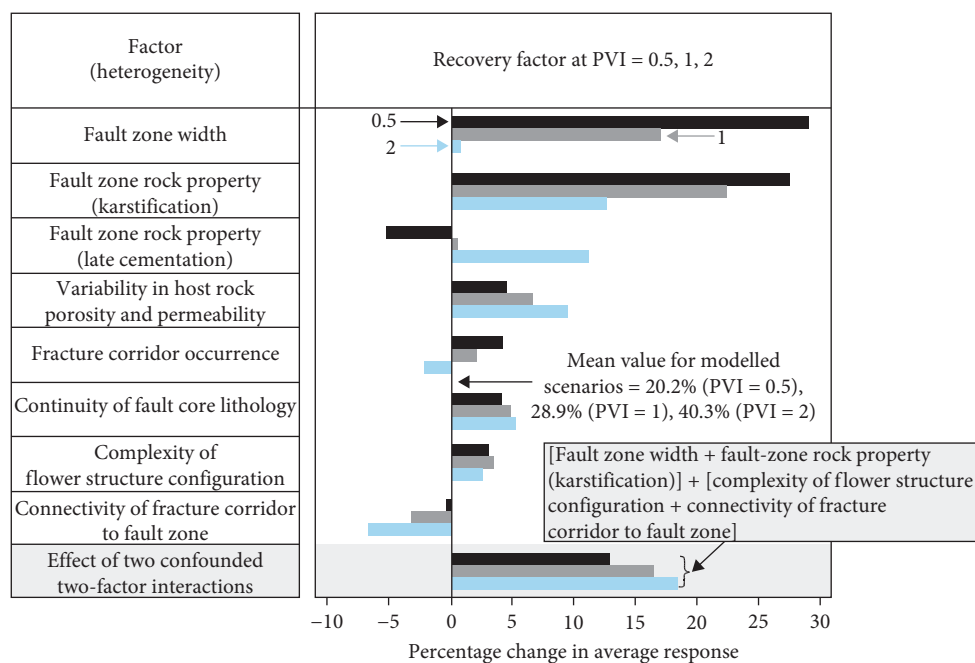 Factor
(heterogeneity)
Recovery factor at PVI = 0.5, 1, 2
Fault zone width
0.5
1
2
Fault zone rock property
(karstification)
Fault zone rock property
(late cementation)
Variability in host rock
porosity and permeability
Fracture corridor occurrence
Mean value for modelled
scenarios = 20.2% (PVI = 0.5),
28.9% (PVI = 1), 40.3% (PVI = 2)
Continuity of fault core lithology
Complexity of
flower structure configuration
[Fault zone width + fault-zone rock property
(karstification)] + [complexity of flower structure
configuration + connectivity of fracture
corridor to fault zone]
Connectivity of fracture corridor
to fault zone
Effect of two confounded
two-factor interactions
−10 −5 0 5 10 15 20 25 30
Percentage change in average response